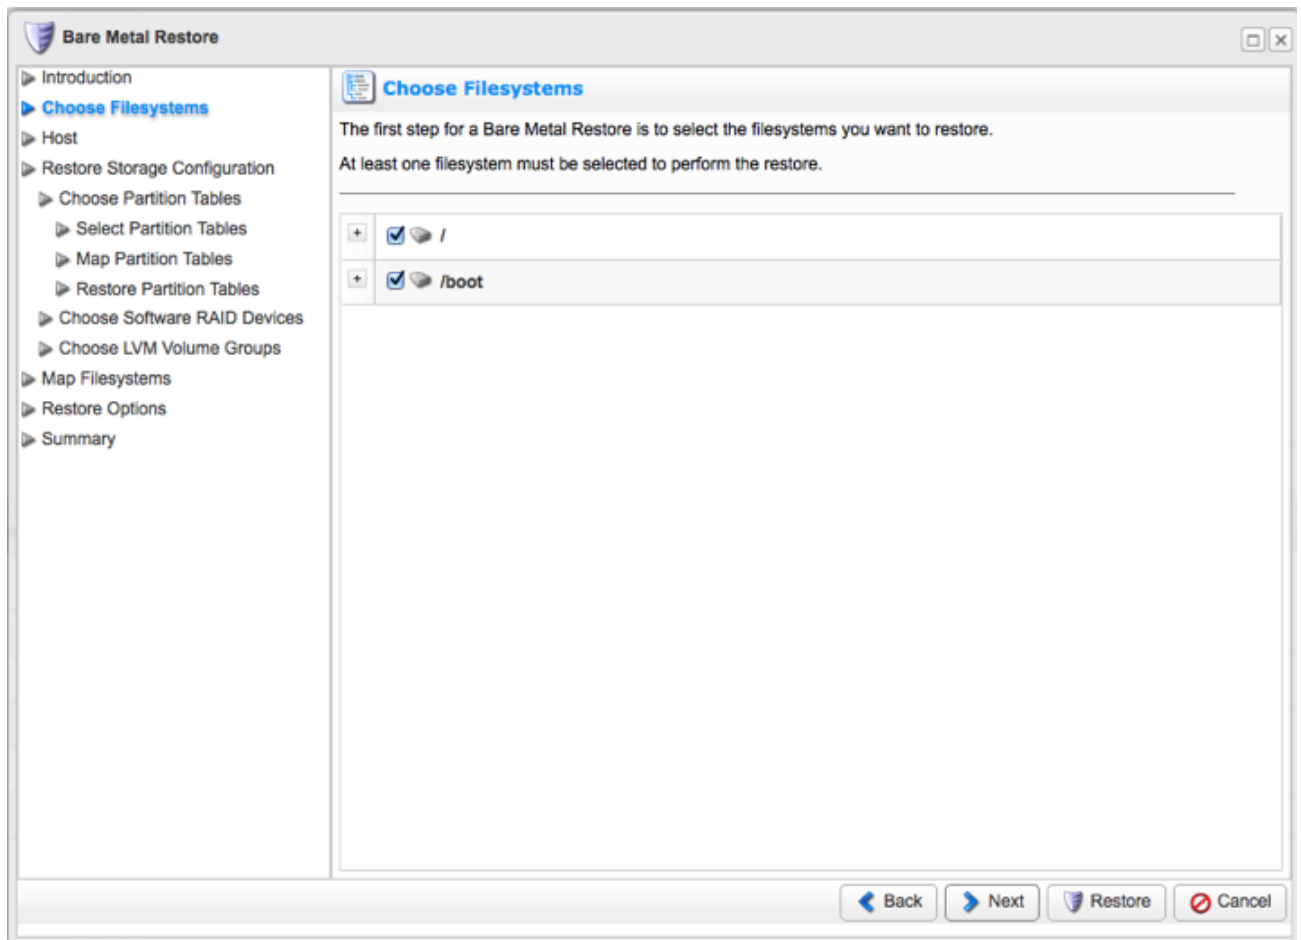 Bare Metal Restore
Introduction
Choose Filesystems
Host
Restore Storage Configuration
Choose Partition Tables
Select Partition Tables
Map Partition Tables
Restore Partition Tables
Choose Software RAID Devices
Choose LVM Volume Groups
Map Filesystems
Restore Options
Summary
Choose Filesystems
The first step for a Bare Metal Restore is to select the filesystems you want to restore.
At least one filesystem must be selected to perform the restore.
/
/boot
Back Next Restore Cancel